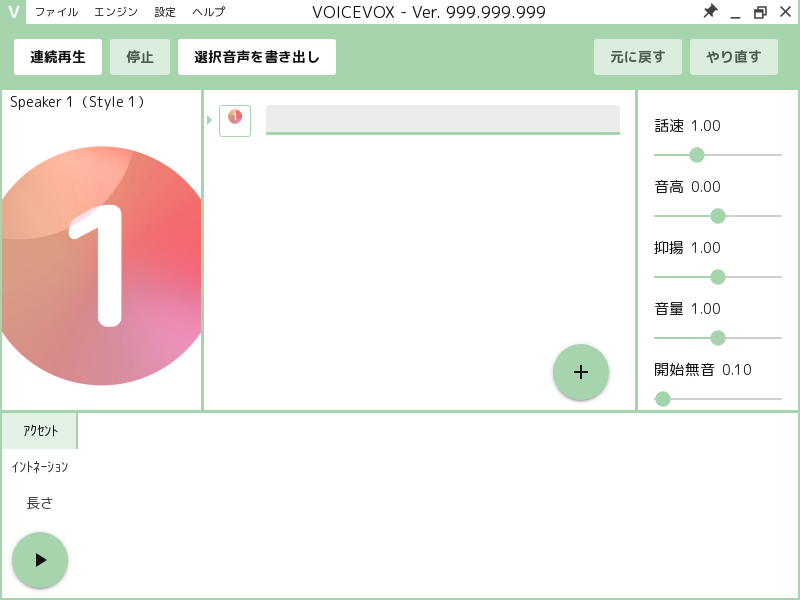 V ファイル エンジン 設定 ヘルプ VOICEVOX - Ver. 999.999.999
連続再生 停止 選択音声を書き出し 元に戻す やり直す
Speaker 1（Style 1）
1
1
話速 1.00
音高 0.00
抑揚 1.00
音量 1.00
開始無音 0.10
ｱｸｾﾝﾄ
ｲﾝﾄﾈｰｼｮﾝ
長さ